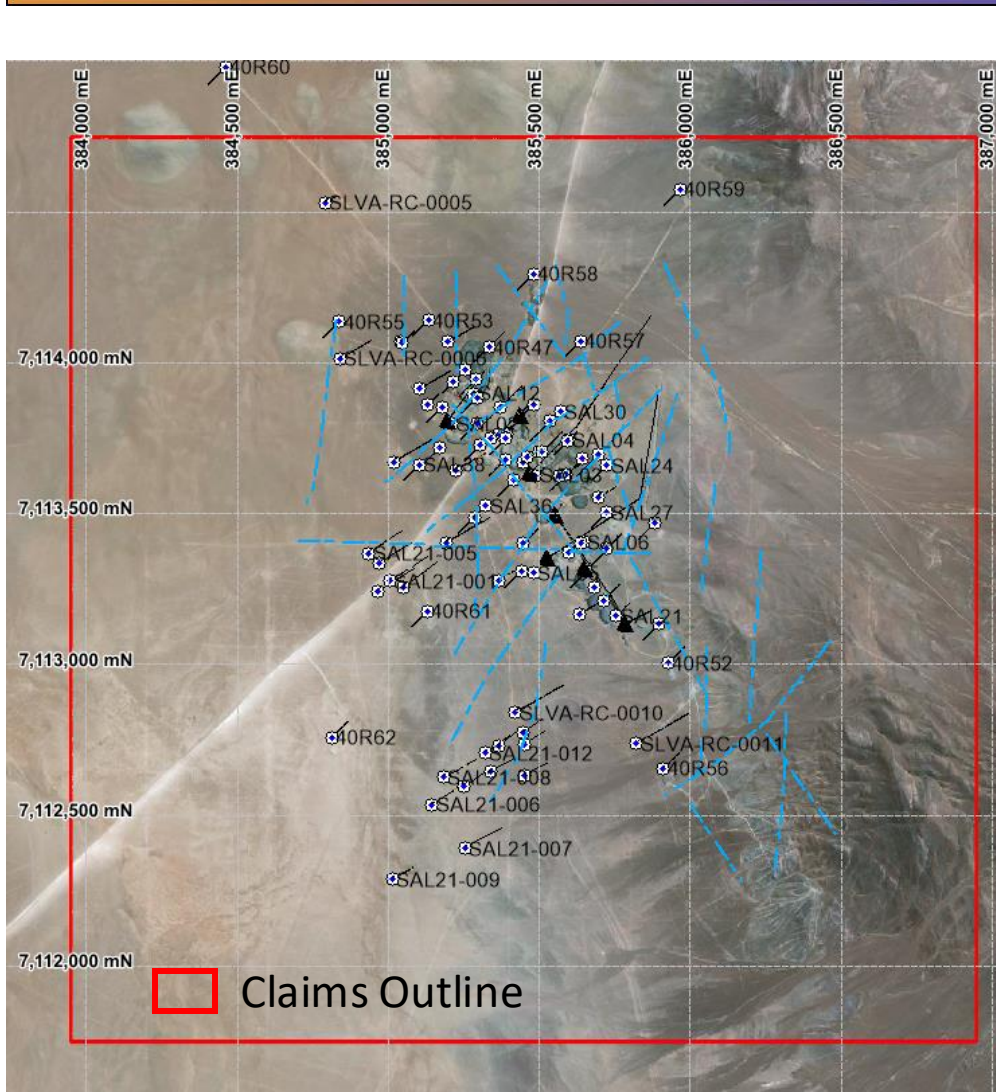 40R60
384,000 mE
384,500 mE
385,000 mE
385,500 mE
386,000 mE
386,500 mE
387,000 mE
SLVA-RC-0005
40R59
40R58
40R55
40R53
40R57
40R47
SLVA-RC-0006
7,114,000 mN
SAL12
SAL30
SAL04
SAL38
SAL03
SAL24
7,113,500 mN
SAL36
SAL27
SAL06
SAL21-005
SAL21-001
40R61
SAL21
7,113,000 mN
40R52
SLVA-RC-0010
40R62
SLVA-RC-0011
SAL21-012
40R56
SAL21-008
SAL21-006
7,112,500 mN
SAL21-007
SAL21-009
7,112,000 mN
Claims Outline